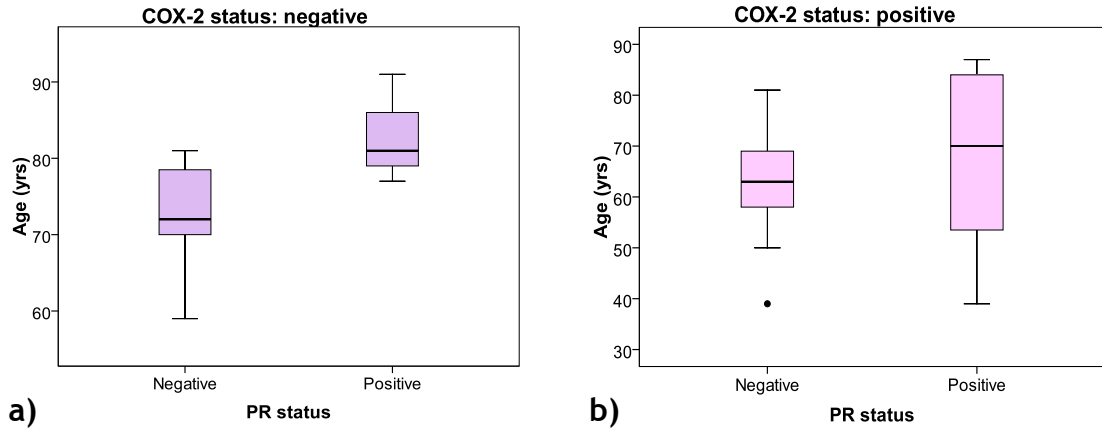 COX-2 status: negative
90
80
70
60
Age (yrs)
Negative
Positive
PR status
a)
COX-2 status: positive
90
80
70
60
50
40
30
Age (yrs)
Negative
Positive
PR status
b)